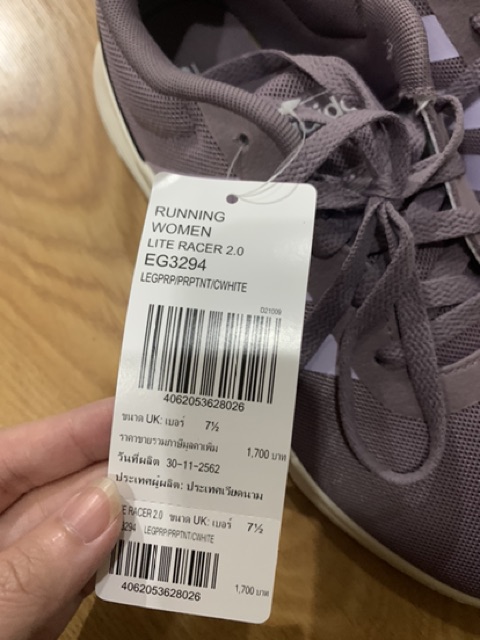 RUNNING
WOMEN
LITE RACER 2.0
EG3294
LEGPRP/PRPTNT/CWHITE
D21009
4062053628026
ขนาด UK: เบอร์ 7½
ราคาขายรวมภาษีมูลค่าเพิ่ม 1,700 บาท
วันที่ผลิต 30-11-2562
ประเทศผู้ผลิต: ประเทศเวียดนาม
E RACER 2.0 ขนาด UK: เบอร์ 7½
3294 LEGPRP/PRPTNT/CWHITE
4062053628026 1,700 บาท